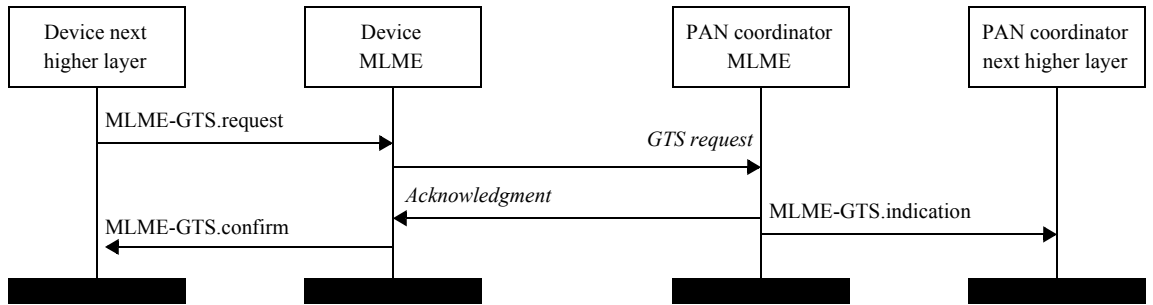 Device next
higher layer
Device
MLME
PAN coordinator
MLME
PAN coordinator
next higher layer
MLME-GTS.request
GTS request
Acknowledgment
MLME-GTS.indication
MLME-GTS.confirm